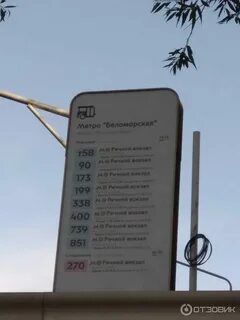 Метро "Беломорская"
т58 м. Речной вокзал
90 м. Речной вокзал
173 м. Речной вокзал
199 м. Речной вокзал
338 м. Речной вокзал
400 м. Речной вокзал
739 м. Речной вокзал
851 м. Речной вокзал
270 м. Речной вокзал
ОТЗОВИК